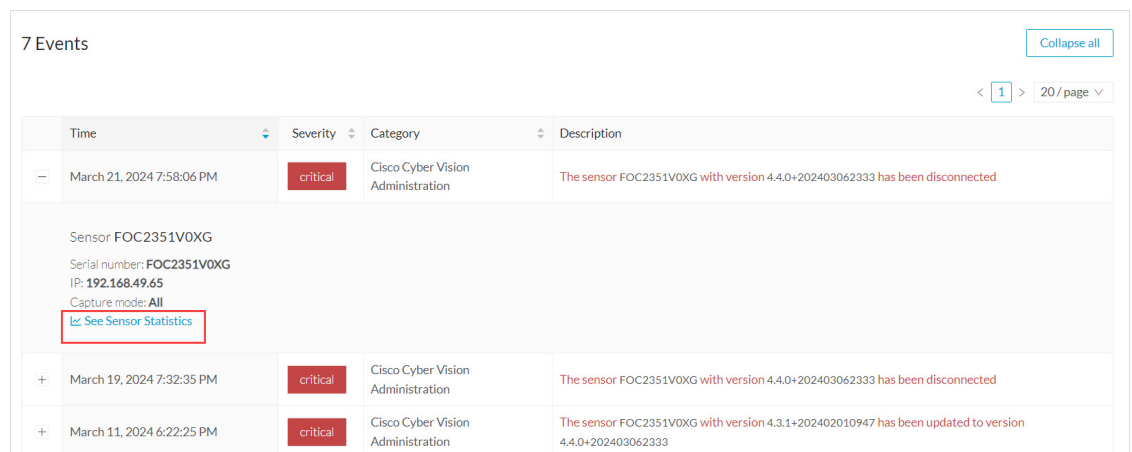 7 Events
Collapse all
< 1 > 20 / page
Time Severity Category Description
March 21, 2024 7:58:06 PM critical Cisco Cyber Vision Administration The sensor FOC2351V0XG with version 4.4.0+202403062333 has been disconnected
Sensor FOC2351V0XG
Serial number: FOC2351V0XG
IP: 192.168.49.65
Capture mode: All
See Sensor Statistics
March 19, 2024 7:32:35 PM critical Cisco Cyber Vision Administration The sensor FOC2351V0XG with version 4.4.0+202403062333 has been disconnected
March 11, 2024 6:22:25 PM critical Cisco Cyber Vision Administration The sensor FOC2351V0XG with version 4.3.1+202402010947 has been updated to version 4.4.0+202403062333